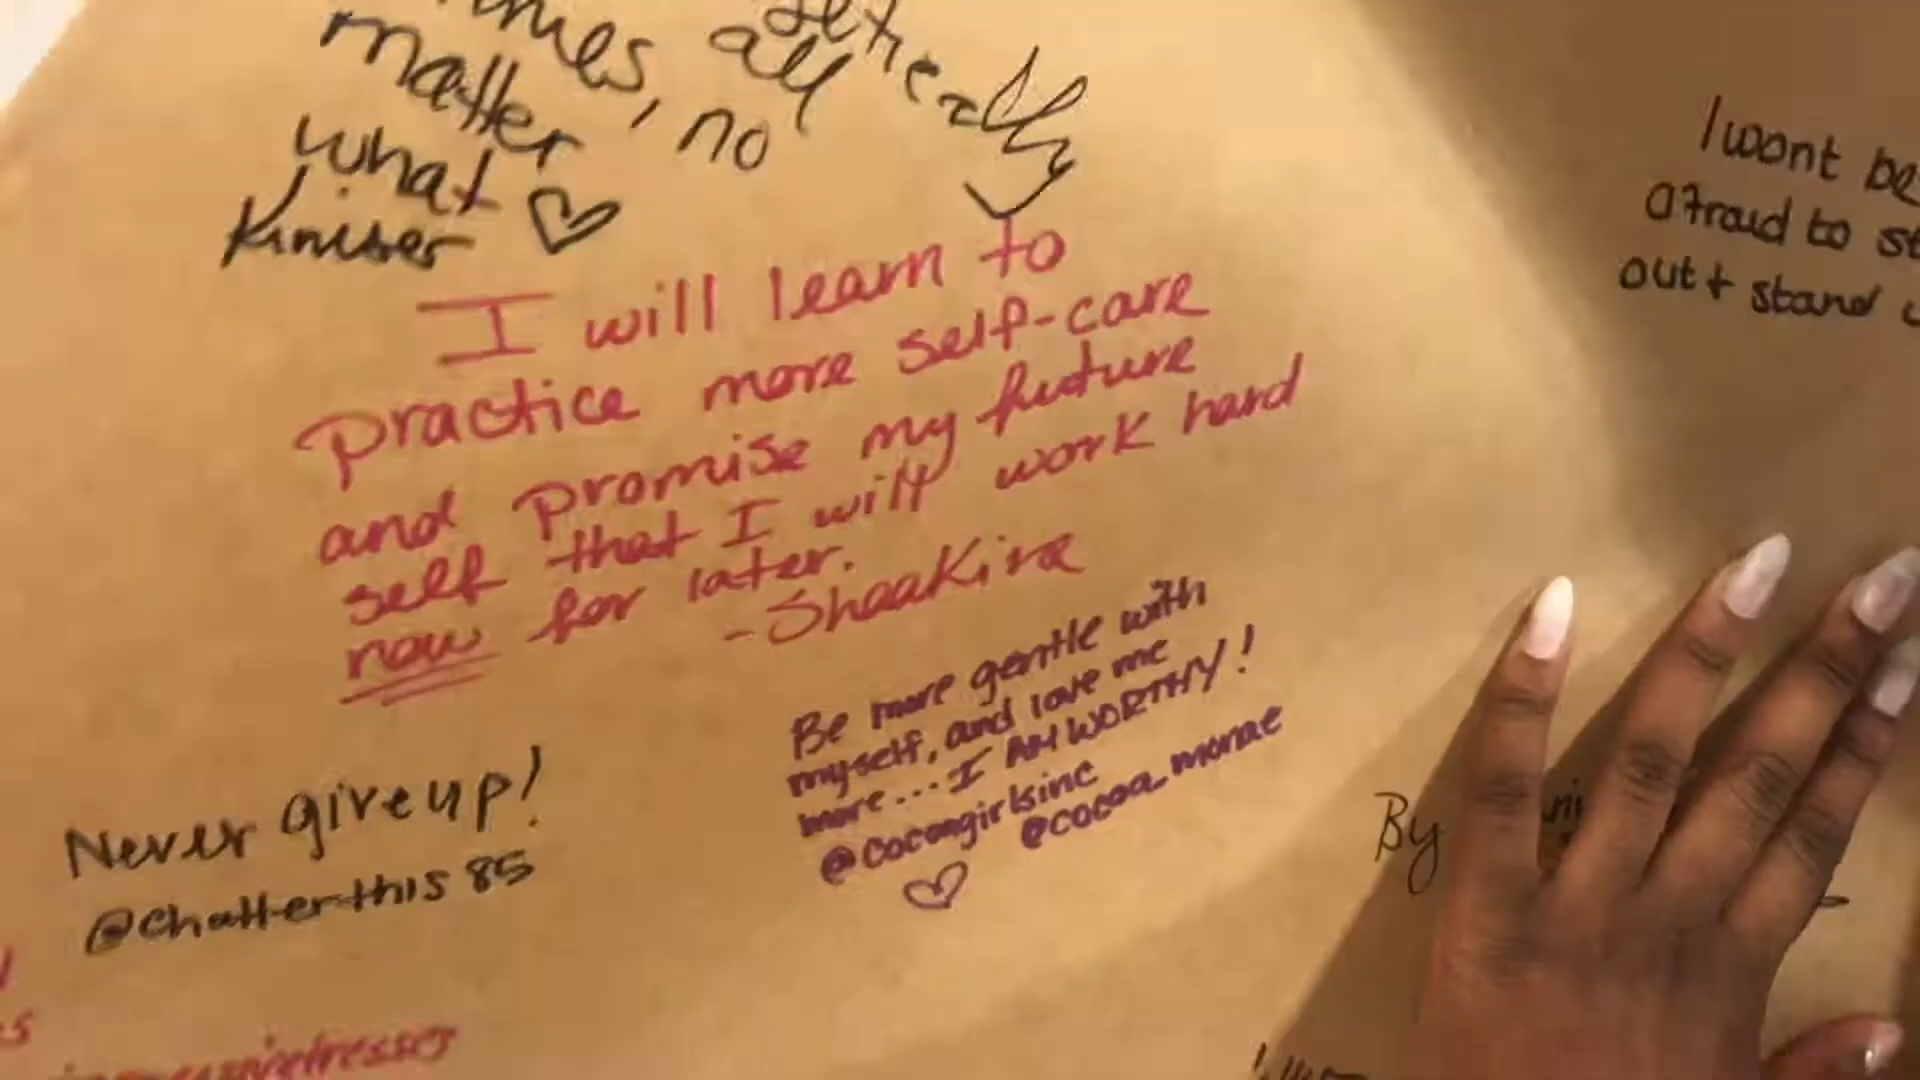 all
matter
no
what
I will learn to
practice more self-care
and promise my future
self that I will work hard
now for later.
- Shaakira
Be more gentle with
myself, and love me
more... I AM WORTHY!
@cocoagirlsinc
@cocoa_monae
Never give up!
@chatterthis85
I wont be
afraid to
out + stand
By